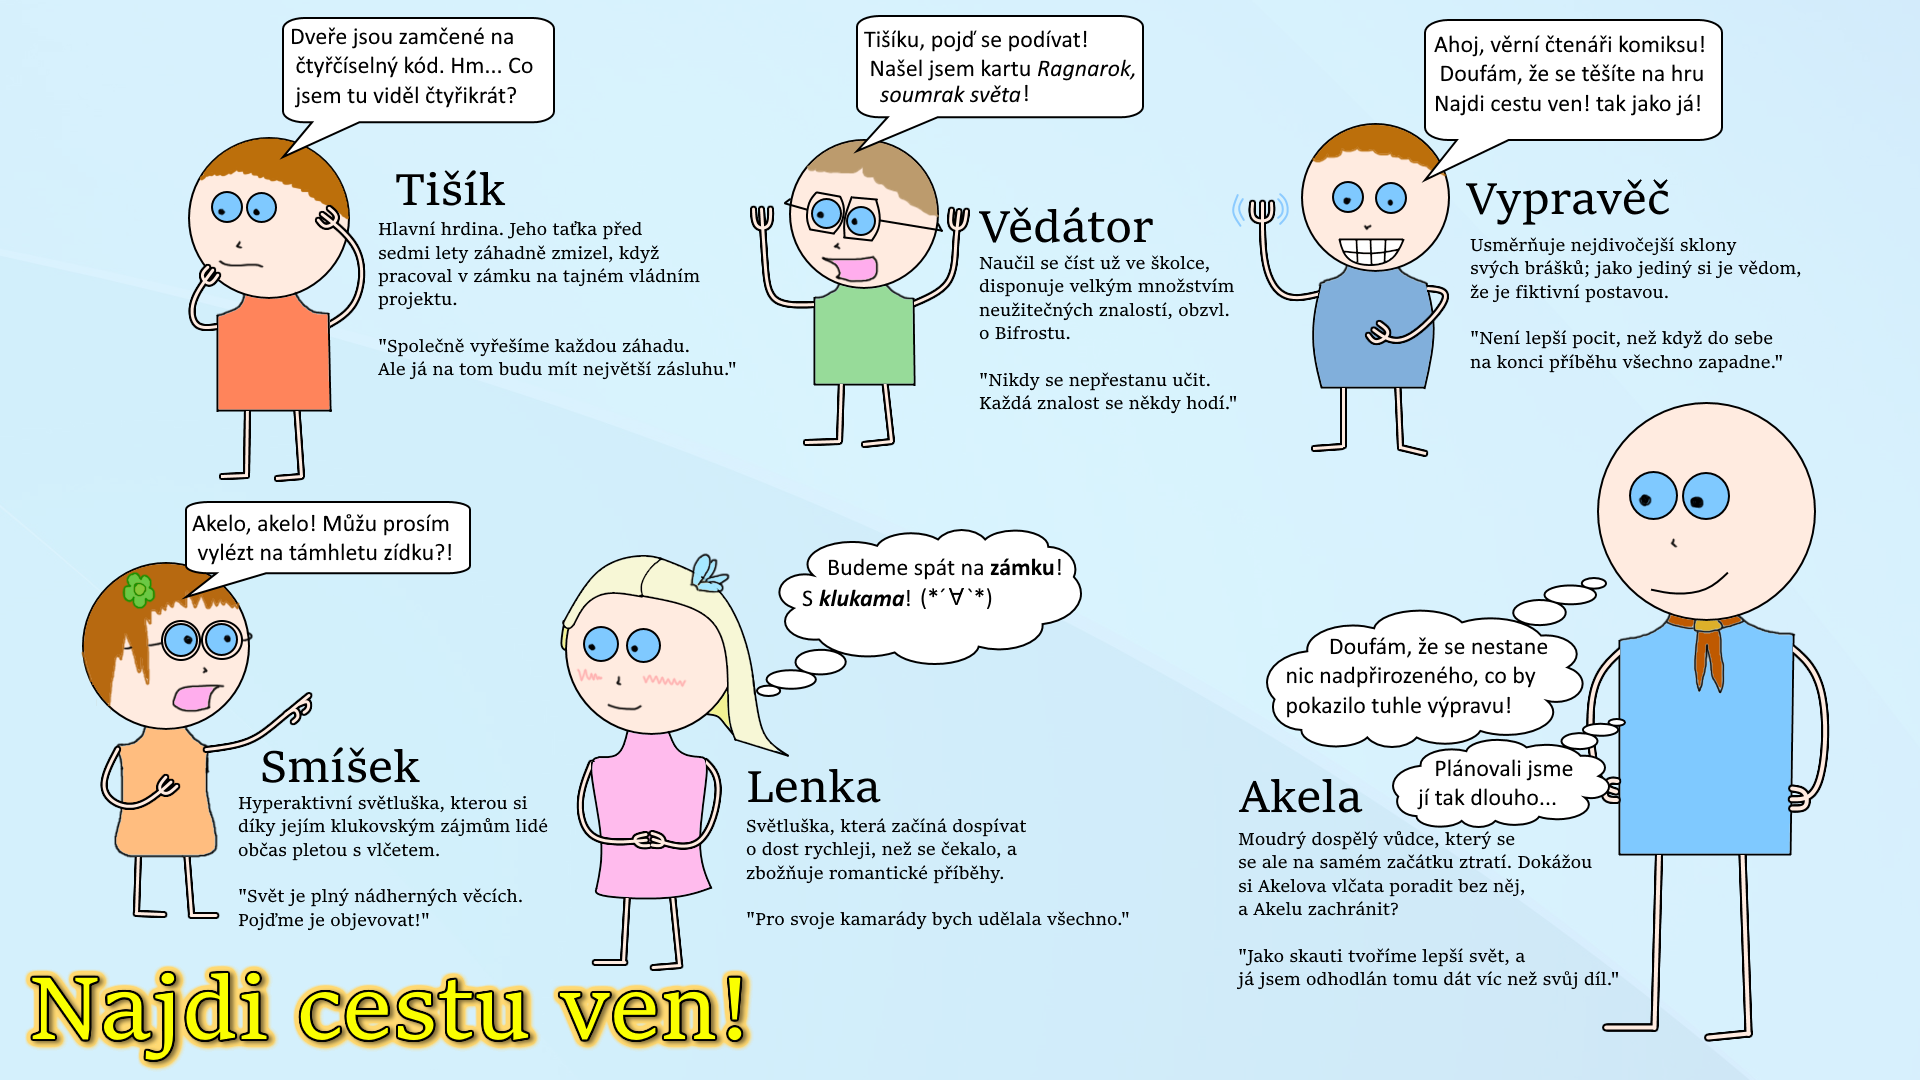 Dveře jsou zamčené na
čtyřčíselný kód. Hm... Co
jsem tu viděl čtyřikrát?
Tišík
Hlavní hrdina. Jeho taťka před
sedmi lety záhadně zmizel, když
pracoval v zámku na tajném vládním
projektu.
"Společně vyřešíme každou záhadu.
Ale já na tom budu mít největší zásluhu."
Tišíku, pojď se podívat!
Našel jsem kartu Ragnarok,
soumrak světa!
Vědátor
Naučil se číst už ve školce,
disponuje velkým množstvím
neužitečných znalostí, obzvl.
o Bifrostu.
"Nikdy se nepřestanu učit.
Každá znalost se někdy hodí."
Ahoj, věrní čtenáři komiksu!
Doufám, že se těšíte na hru
Najdi cestu ven! tak jako já!
Vypravěč
Usměrňuje nejdivočejší sklony
svých brášků; jako jediný si je vědom,
že je fiktivní postavou.
"Není lepší pocit, než když do sebe
na konci příběhu všechno zapadne."
Akelo, akelo! Můžu prosím
vylézt na támhletu zídku?!
Smíšek
Hyperaktivní světluška, kterou si
díky jejím klukovským zájmům lidé
občas pletou s vlčetem.
"Svět je plný nádherných věcích.
Pojďme je objevovat!"
Budeme spát na zámku!
S klukama! (*´∀`*)
Lenka
Světluška, která začíná dospívat
o dost rychleji, než se čekalo, a
zbožňuje romantické příběhy.
"Pro svoje kamarády bych udělala všechno."
Doufám, že se nestane
nic nadpřirozeného, co by
pokazilo tuhle výpravu!
Plánovali jsme
jí tak dlouho...
Akela
Moudrý dospělý vůdce, který se
se ale na samém začátku ztratí. Dokážou
si Akelova vlčata poradit bez něj,
a Akelu zachránit?
"Jako skauti tvoříme lepší svět, a
já jsem odhodlán tomu dát víc než svůj díl."
Najdi cestu ven!